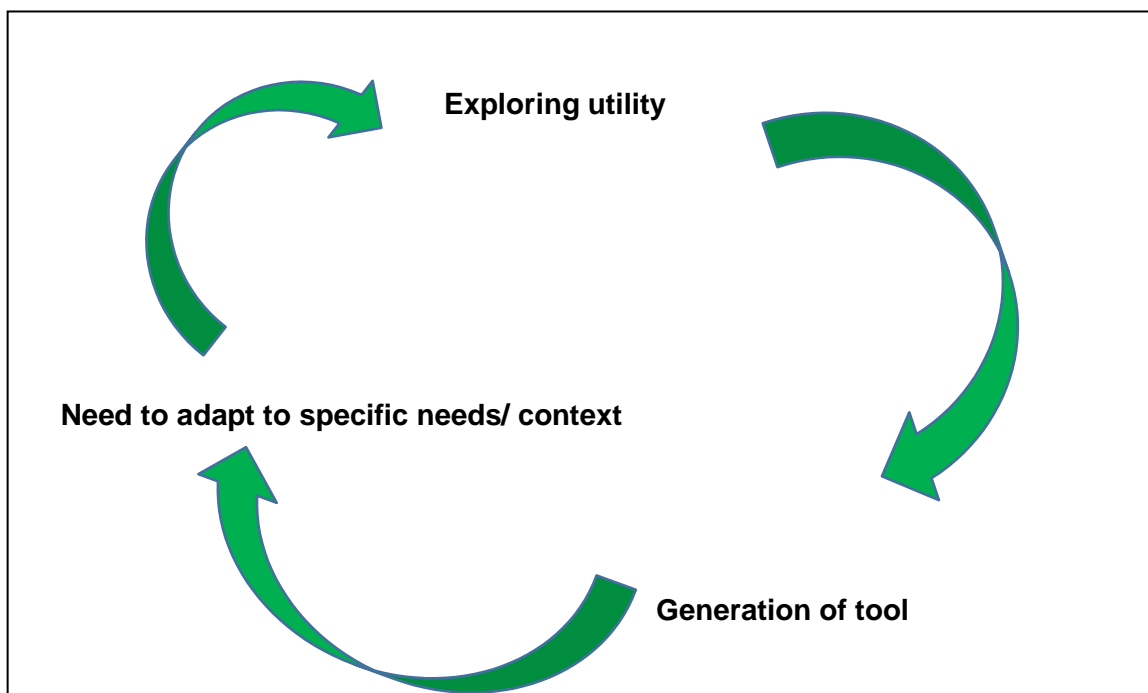 Exploring utility
Need to adapt to specific needs/ context
Generation of tool